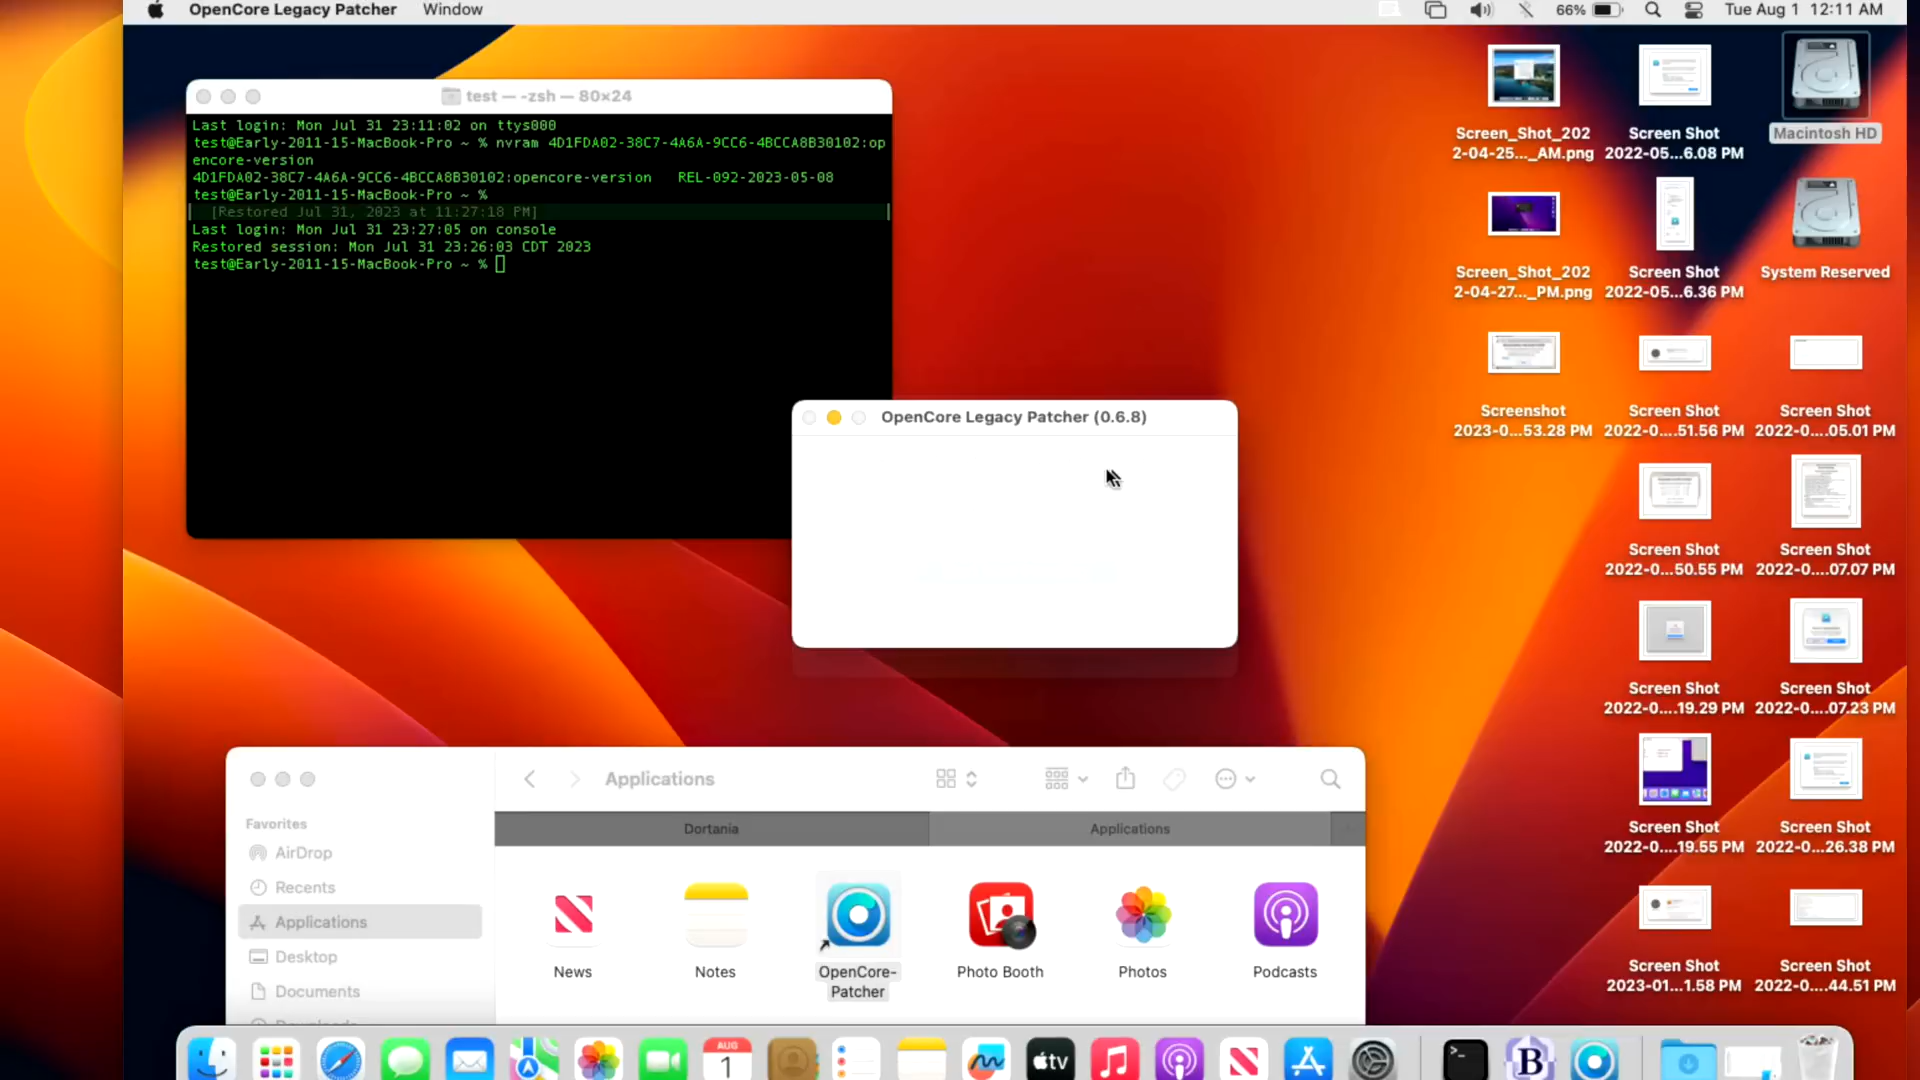 OpenCore Legacy Patcher Window
66% Tue Aug 1 12:11 AM
test — -zsh — 80×24
Last login: Mon Jul 31 23:11:02 on ttys000
test@Early-2011-15-MacBook-Pro ~ % nvram 4D1FDA02-38C7-4A6A-9CC6-4BCCA8B30102:op
encore-version
4D1FDA02-38C7-4A6A-9CC6-4BCCA8B30102:opencore-version REL-092-2023-05-08
test@Early-2011-15-MacBook-Pro ~ %
[Restored Jul 31, 2023 at 11:27:18 PM]
Last login: Mon Jul 31 23:27:05 on console
Restored session: Mon Jul 31 23:26:03 CDT 2023
test@Early-2011-15-MacBook-Pro ~ %
OpenCore Legacy Patcher (0.6.8)
Screen_Shot_202
2-04-25..._AM.png
Screen Shot
2022-05...6.08 PM
Macintosh HD
Screen_Shot_202
2-04-27..._PM.png
Screen Shot
2022-05...6.36 PM
System Reserved
Screenshot
2023-0...53.28 PM
Screen Shot
2022-0....51.56 PM
Screen Shot
2022-0....05.01 PM
Screen Shot
2022-0...50.55 PM
Screen Shot
2022-0....07.07 PM
Screen Shot
2022-0....19.29 PM
Screen Shot
2022-0....07.23 PM
Screen Shot
2022-0....19.55 PM
Screen Shot
2022-0....26.38 PM
Screen Shot
2023-01...1.58 PM
Screen Shot
2022-0....44.51 PM
Applications
Dortania
Applications
Favorites
AirDrop
Recents
Applications
Desktop
Documents
News
Notes
OpenCore-
Patcher
Photo Booth
Photos
Podcasts
AUG
1
tv
B